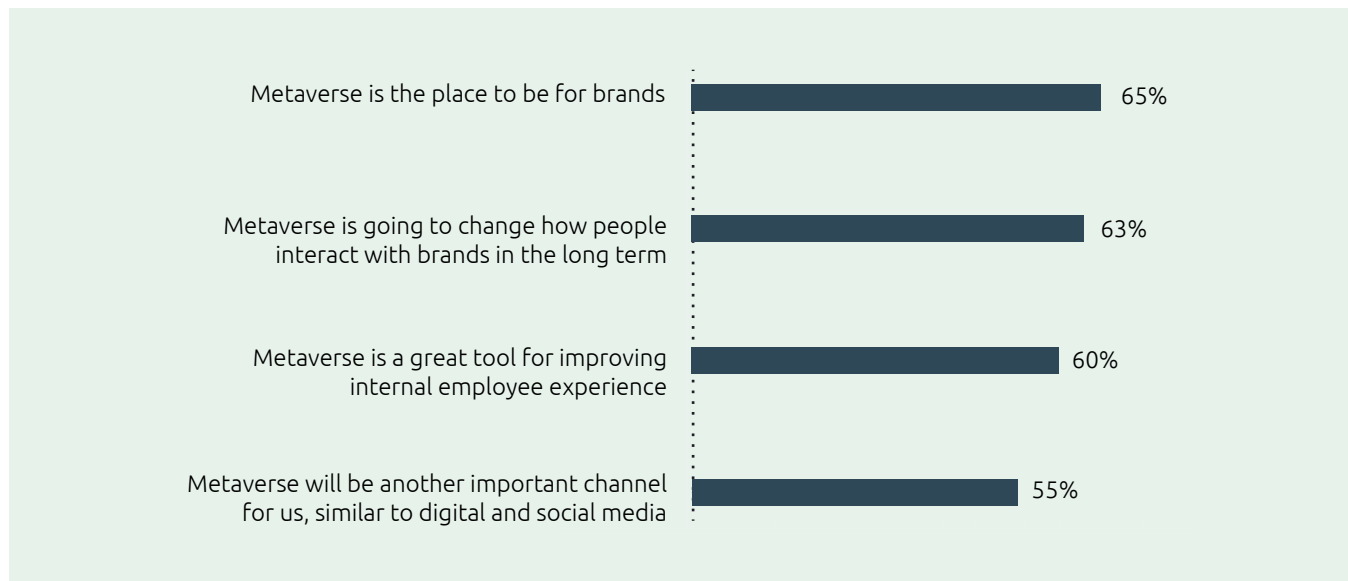 Metaverse is the place to be for brands
65%
Metaverse is going to change how people
interact with brands in the long term
63%
Metaverse is a great tool for improving
internal employee experience
60%
Metaverse will be another important channel
for us, similar to digital and social media
55%